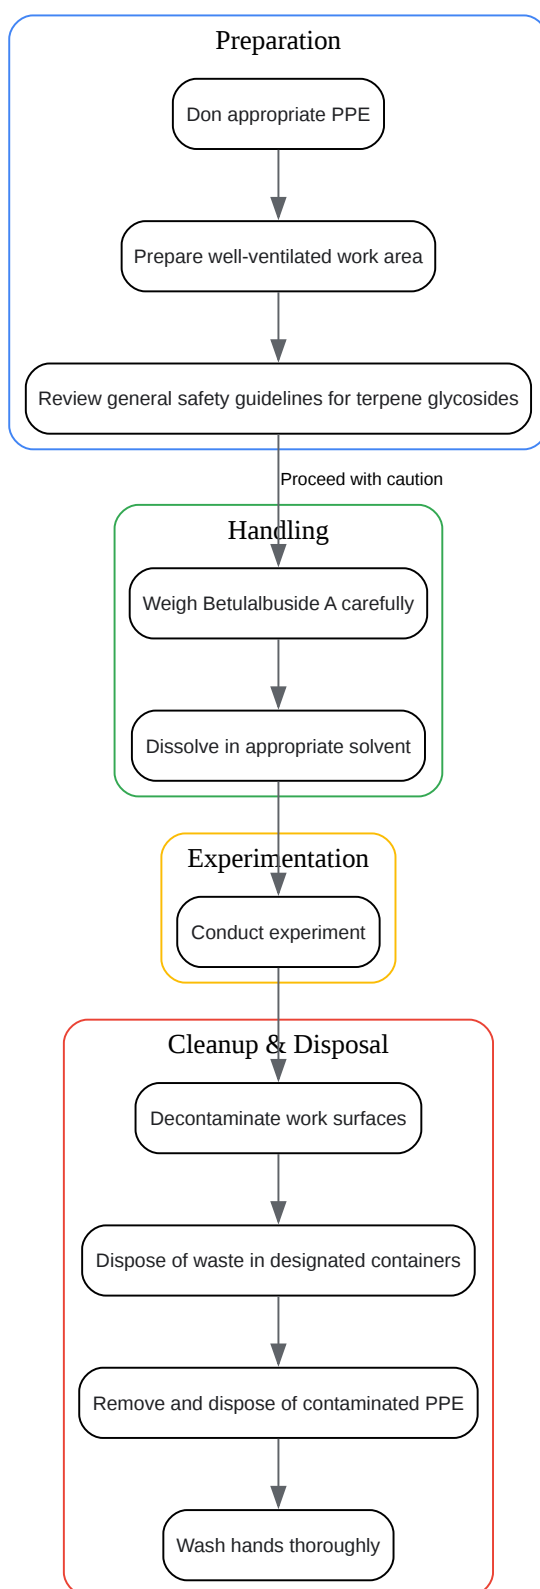 Preparation
Don appropriate PPE
Prepare well-ventilated work area
Review general safety guidelines for terpene glycosides
Proceed with caution
Handling
Weigh Betulalbuside A carefully
Dissolve in appropriate solvent
Experimentation
Conduct experiment
Cleanup & Disposal
Decontaminate work surfaces
Dispose of waste in designated containers
Remove and dispose of contaminated PPE
Wash hands thoroughly